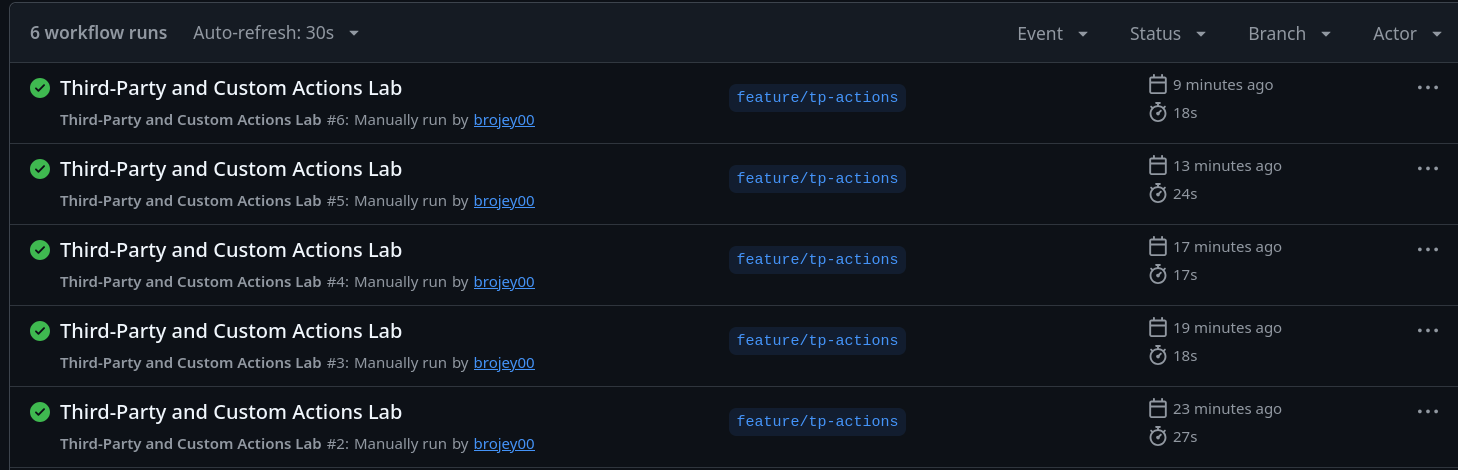 6 workflow runs Auto-refresh: 30s Event Status Branch Actor
Third-Party and Custom Actions Lab
Third-Party and Custom Actions Lab #6: Manually run by brojey00
feature/tp-actions
9 minutes ago
18s
Third-Party and Custom Actions Lab
Third-Party and Custom Actions Lab #5: Manually run by brojey00
feature/tp-actions
13 minutes ago
24s
Third-Party and Custom Actions Lab
Third-Party and Custom Actions Lab #4: Manually run by brojey00
feature/tp-actions
17 minutes ago
17s
Third-Party and Custom Actions Lab
Third-Party and Custom Actions Lab #3: Manually run by brojey00
feature/tp-actions
19 minutes ago
18s
Third-Party and Custom Actions Lab
Third-Party and Custom Actions Lab #2: Manually run by brojey00
feature/tp-actions
23 minutes ago
27s